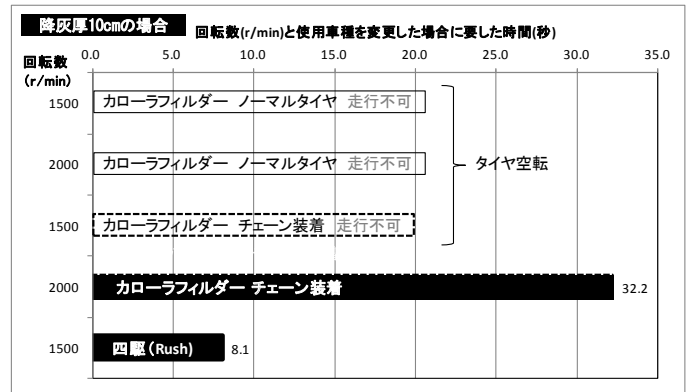 降灰厚10cmの場合 回転数(r/min)と使用車種を変更した場合に要した時間(秒)
回転数
(r/min)
0.0 5.0 10.0 15.0 20.0 25.0 30.0 35.0
1500 カローラフィルダー ノーマルタイヤ 走行不可
2000 カローラフィルダー ノーマルタイヤ 走行不可 タイヤ空転
1500 カローラフィルダー チェーン装着 走行不可
2000 カローラフィルダー チェーン装着 32.2
1500 四駆(Rush) 8.1